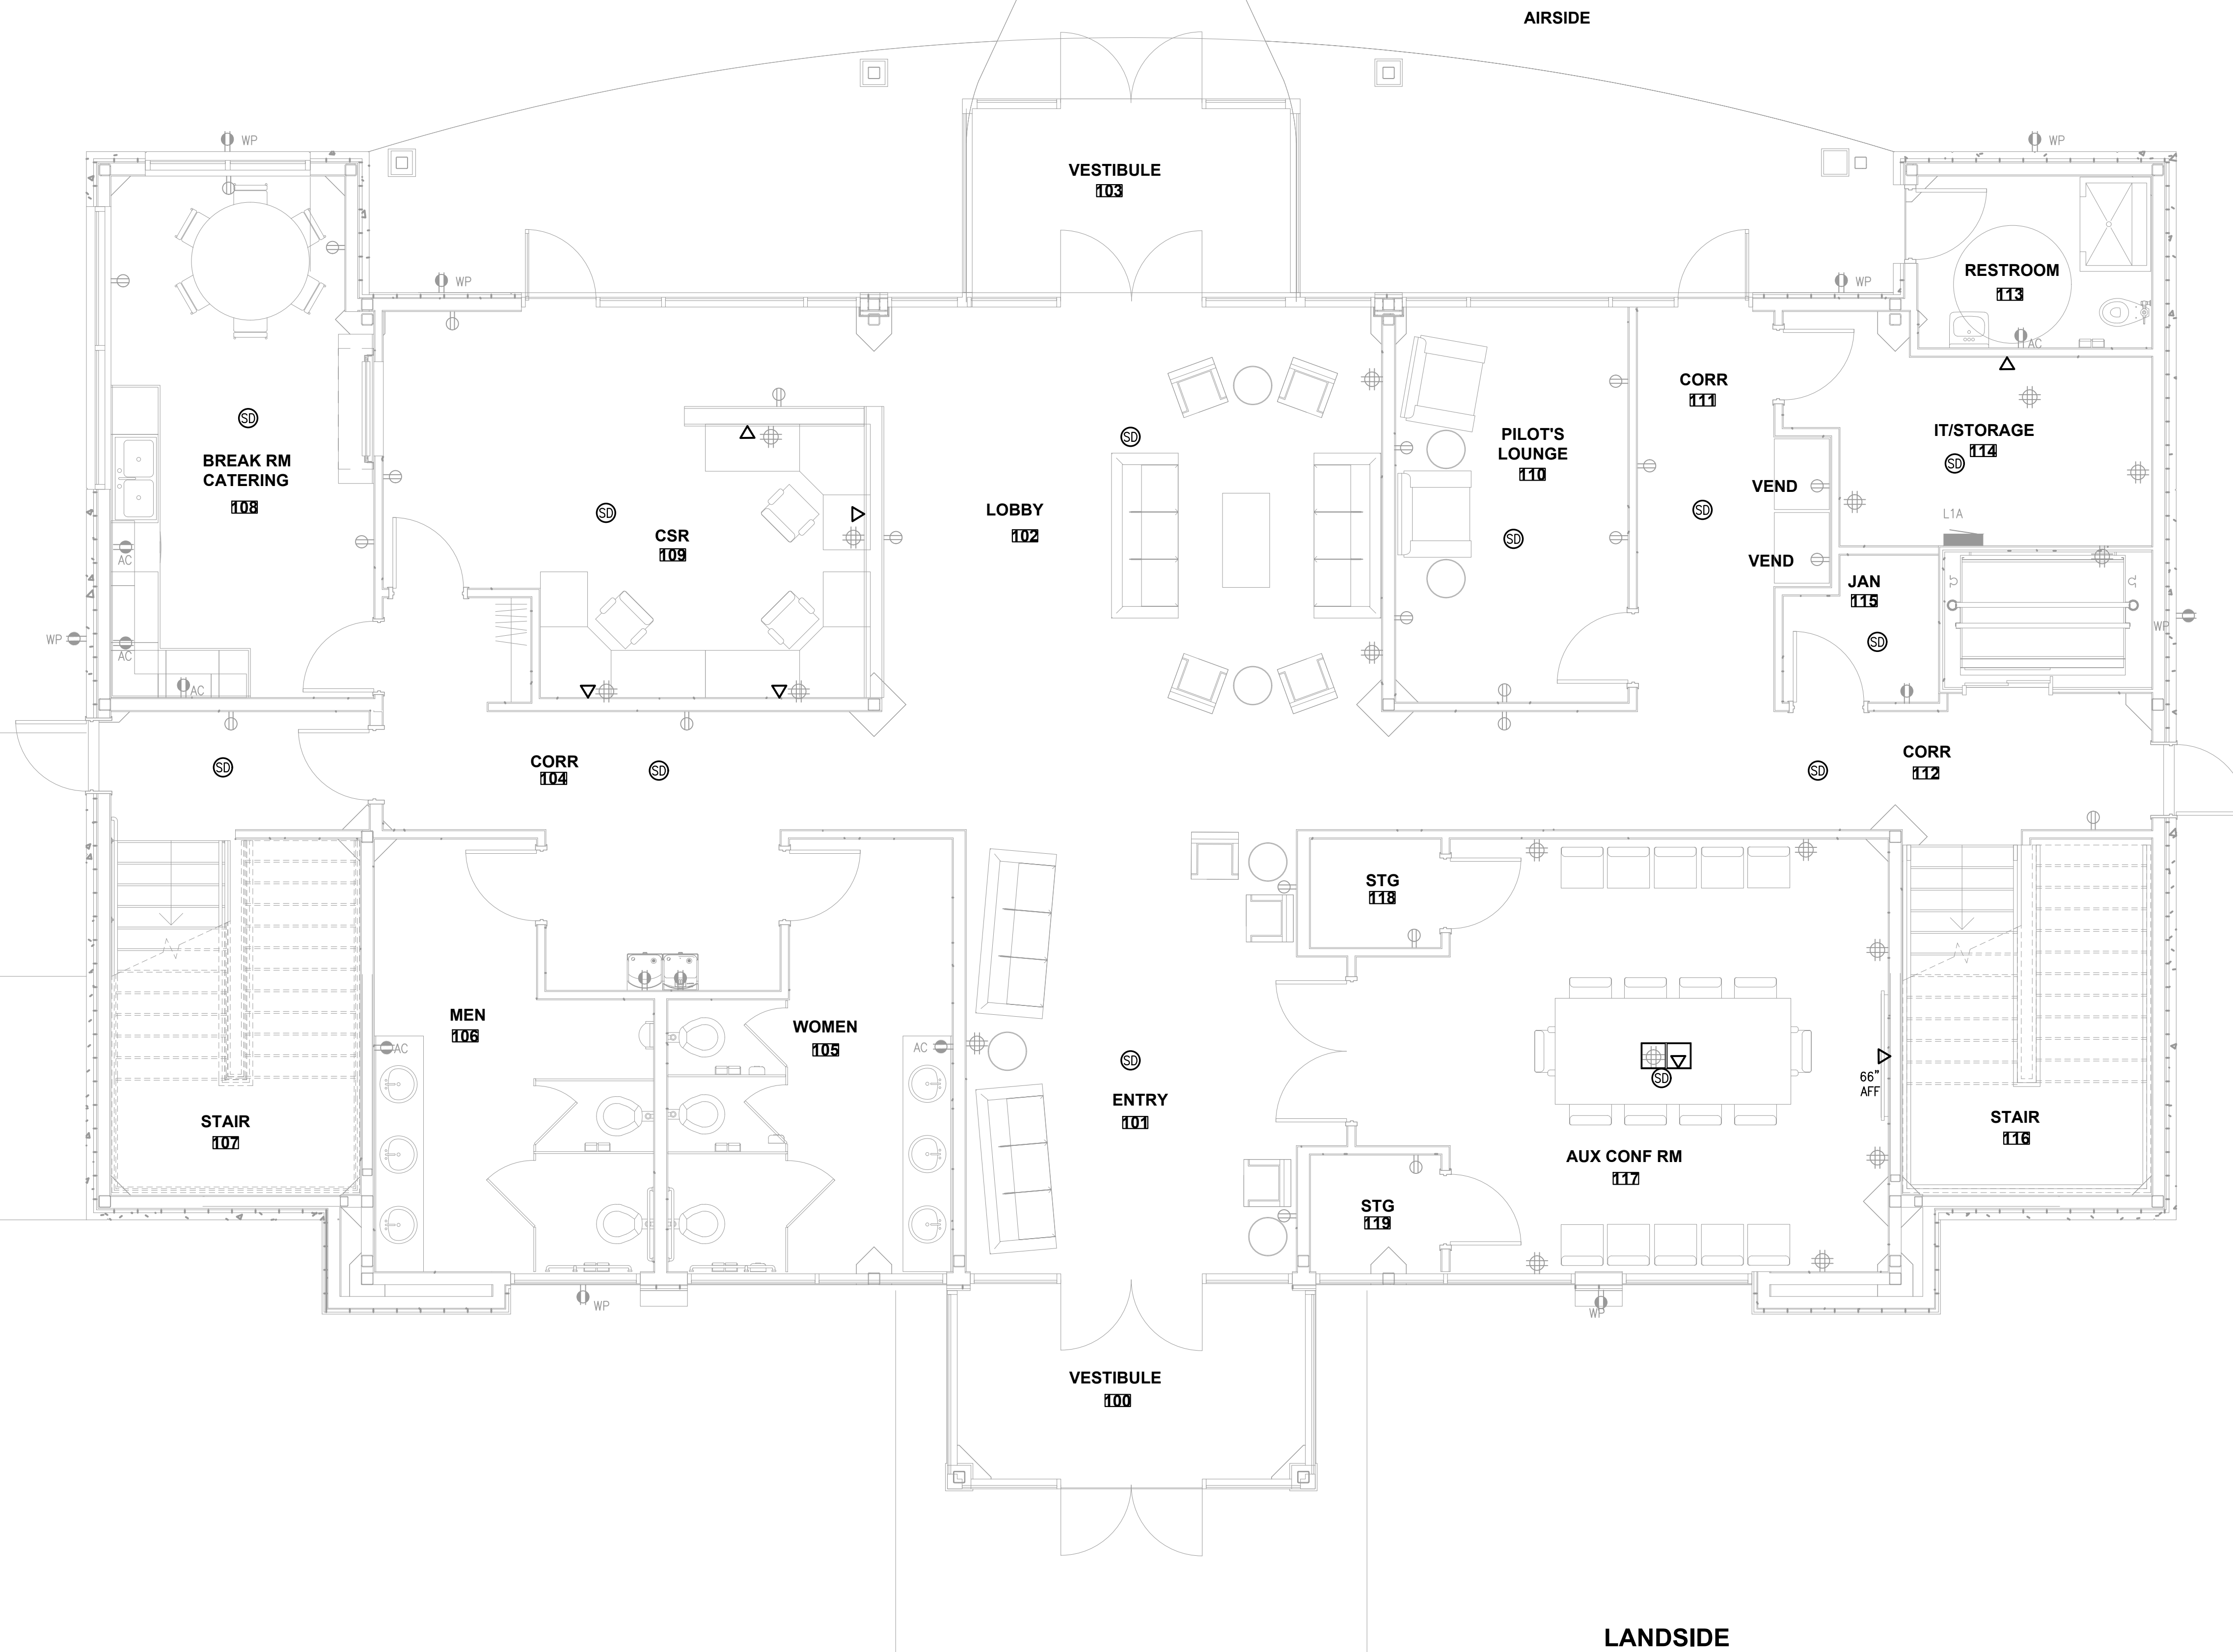 AIRSIDE
WP
WP
VESTIBULE
103
RESTROOM
113
WP
WP
AC
CORR
111
SD
SD
PILOT'S
LOUNGE
110
IT/STORAGE
114
SD
BREAK RM
CATERING
108
VEND
SD
CSR
109
LOBBY
102
SD
SD
L1A
SD
AC
VEND
JAN
115
WP
AC
SD
WP
AC
SD
CORR
104
SD
SD
CORR
112
STG
118
MEN
106
WOMEN
105
AC
AC
SD
SD
66"
AFF
ENTRY
101
STAIR
107
STAIR
116
AUX CONF RM
117
STG
119
WP
WP
VESTIBULE
100
LANDSIDE